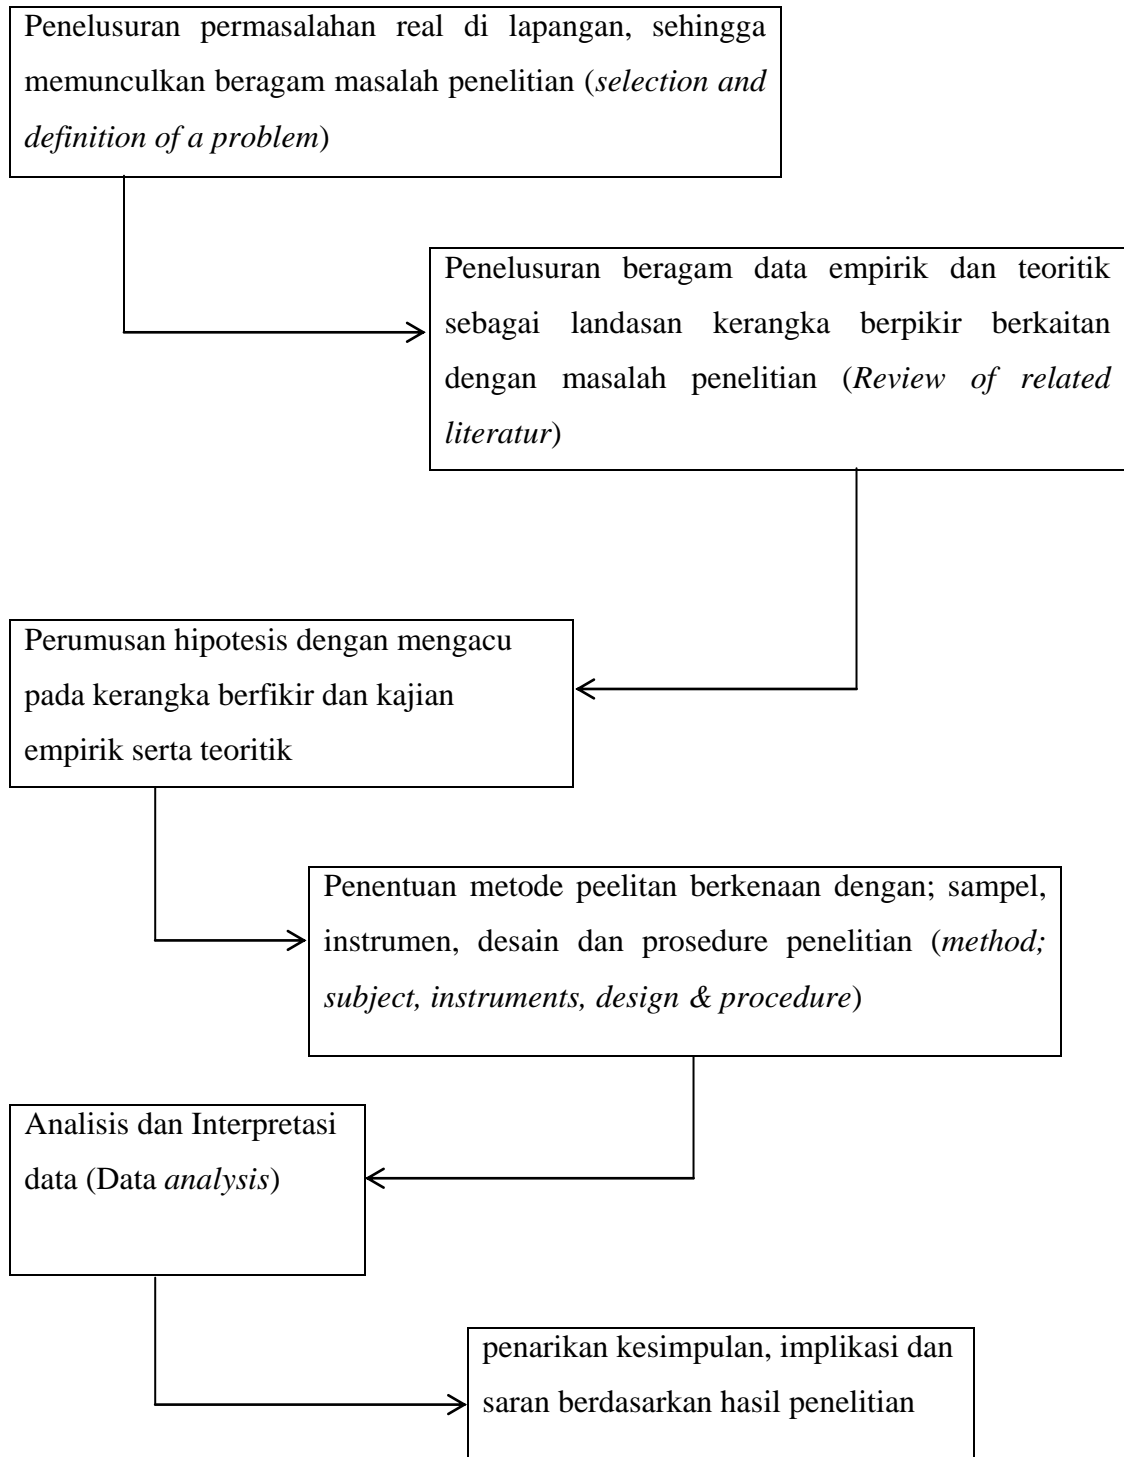 Penelusuran permasalahan real di lapangan, sehingga
memunculkan beragam masalah penelitian (selection and
definition of a problem)
Penelusuran beragam data empirik dan teoritik
sebagai landasan kerangka berpikir berkaitan
dengan masalah penelitian (Review of related
literatur)
Perumusan hipotesis dengan mengacu
pada kerangka berfikir dan kajian
empirik serta teoritik
Penentuan metode peelitan berkenaan dengan; sampel,
instrumen, desain dan prosedure penelitian (method;
subject, instruments, design & procedure)
Analisis dan Interpretasi
data (Data analysis)
penarikan kesimpulan, implikasi dan
saran berdasarkan hasil penelitian